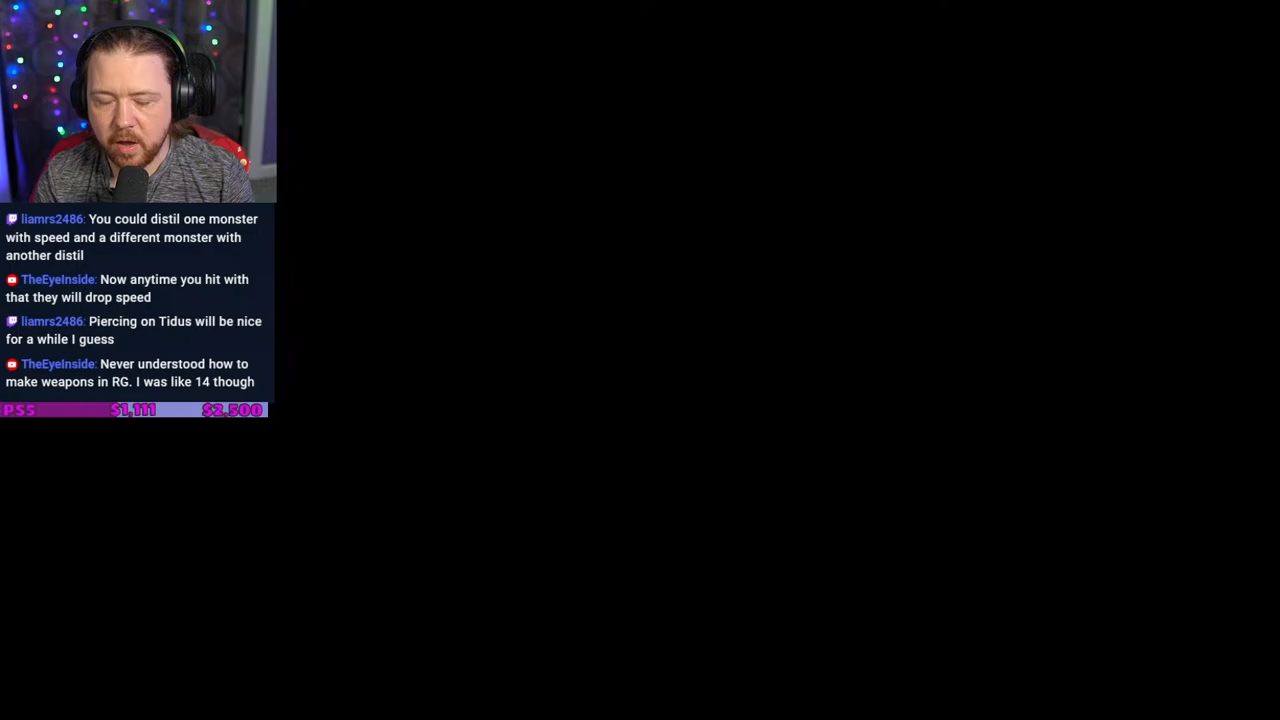 liamrs2486: You could distil one monster
with speed and a different monster with
another distil
TheEyeInside: Now anytime you hit with
that they will drop speed
liamrs2486: Piercing on Tidus will be nice
for a while I guess
TheEyeInside: Never understood how to
make weapons in RG. I was like 14 though
PS5 $1,111 $2,500